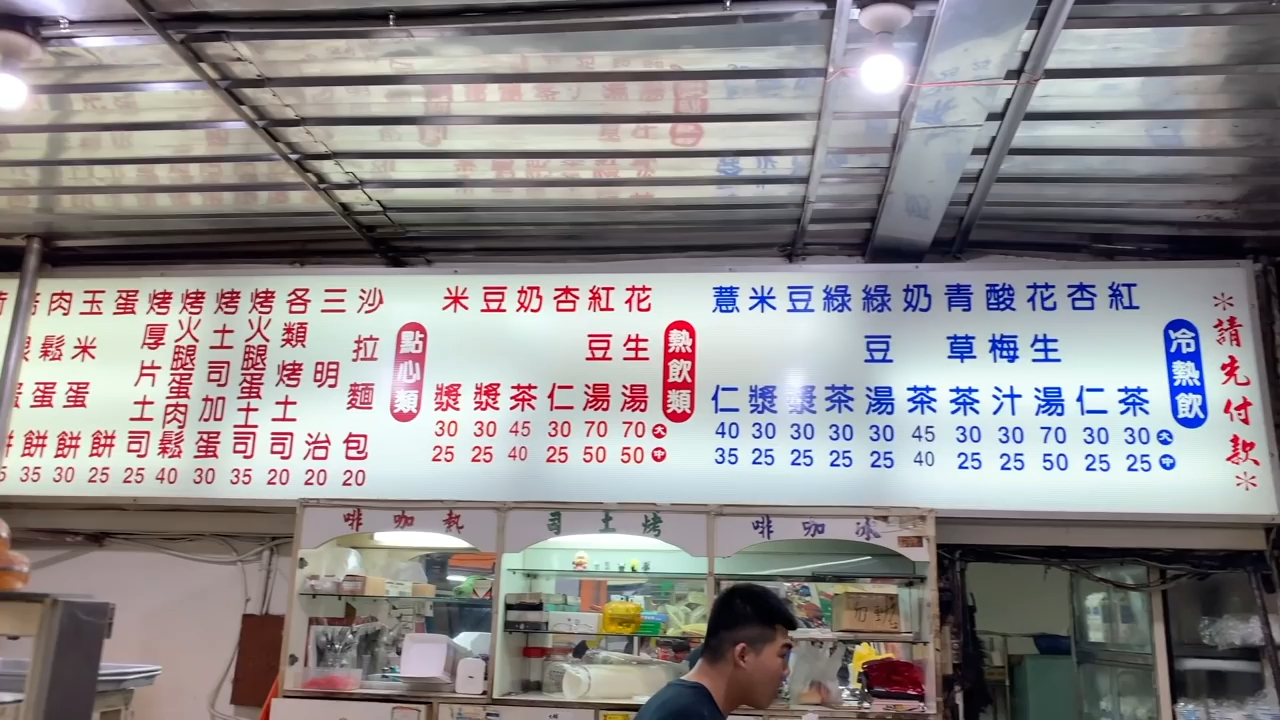 ＊請先付款＊
冷熱飲 大 中
紅茶 30 25
杏仁 30 25
花生湯 70 50
酸梅汁 30 25
青草茶 30 25
奶茶 45 40
綠豆湯 30 25
綠茶 30 25
豆漿 30 25
米漿 30 25
薏仁 40 35
熱飲類 大 中
花生湯 70 50
紅豆湯 70 50
杏仁 30 25
奶茶 45 40
豆漿 30 25
米漿 30 25
點心類
沙拉麵包 20
三明治 20
各類烤土司 20
烤火腿蛋土司 35
烤土司加蛋 30
烤火腿蛋肉鬆 40
烤厚片土司 25
蛋餅 25
玉米蛋餅 30
肉鬆蛋餅 35
冰咖啡
烤土司
熱咖啡